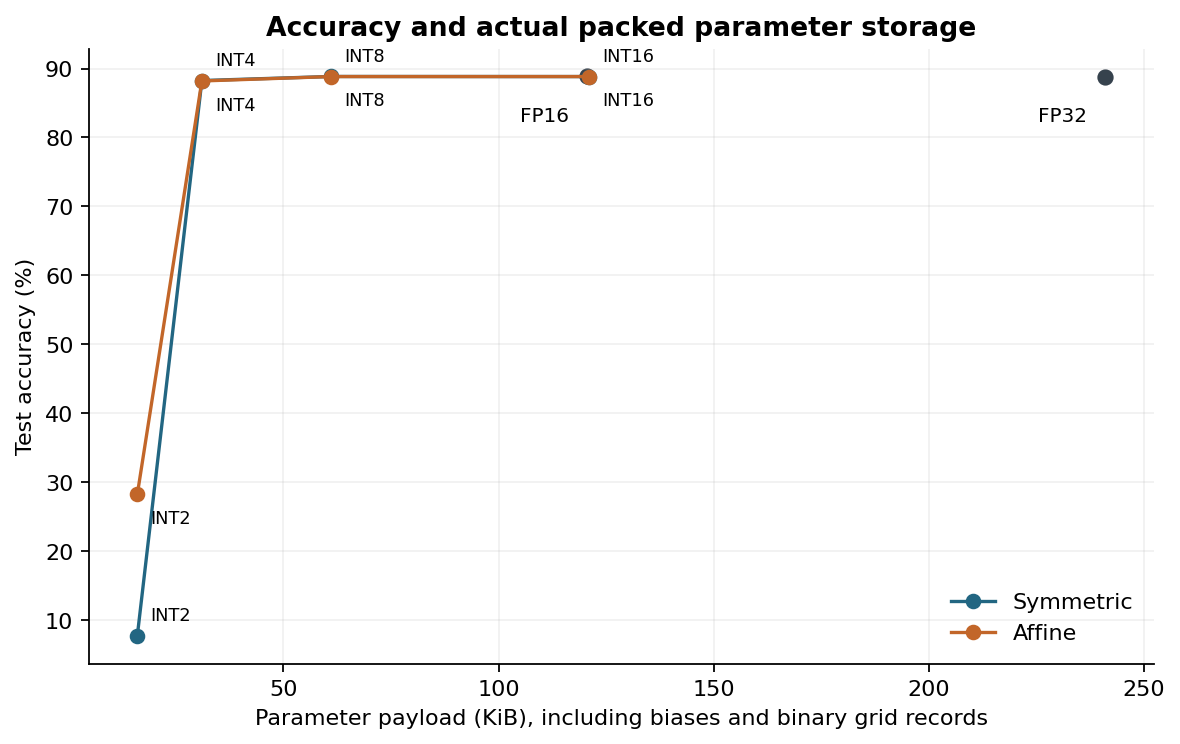 Accuracy and actual packed parameter storage
Test accuracy (%)
90
80
70
60
50
40
30
20
10
INT4
INT8
INT16
INT4
INT8
INT16
FP16
FP32
INT2
INT2
Symmetric
Affine
50
100
150
200
250
Parameter payload (KiB), including biases and binary grid records